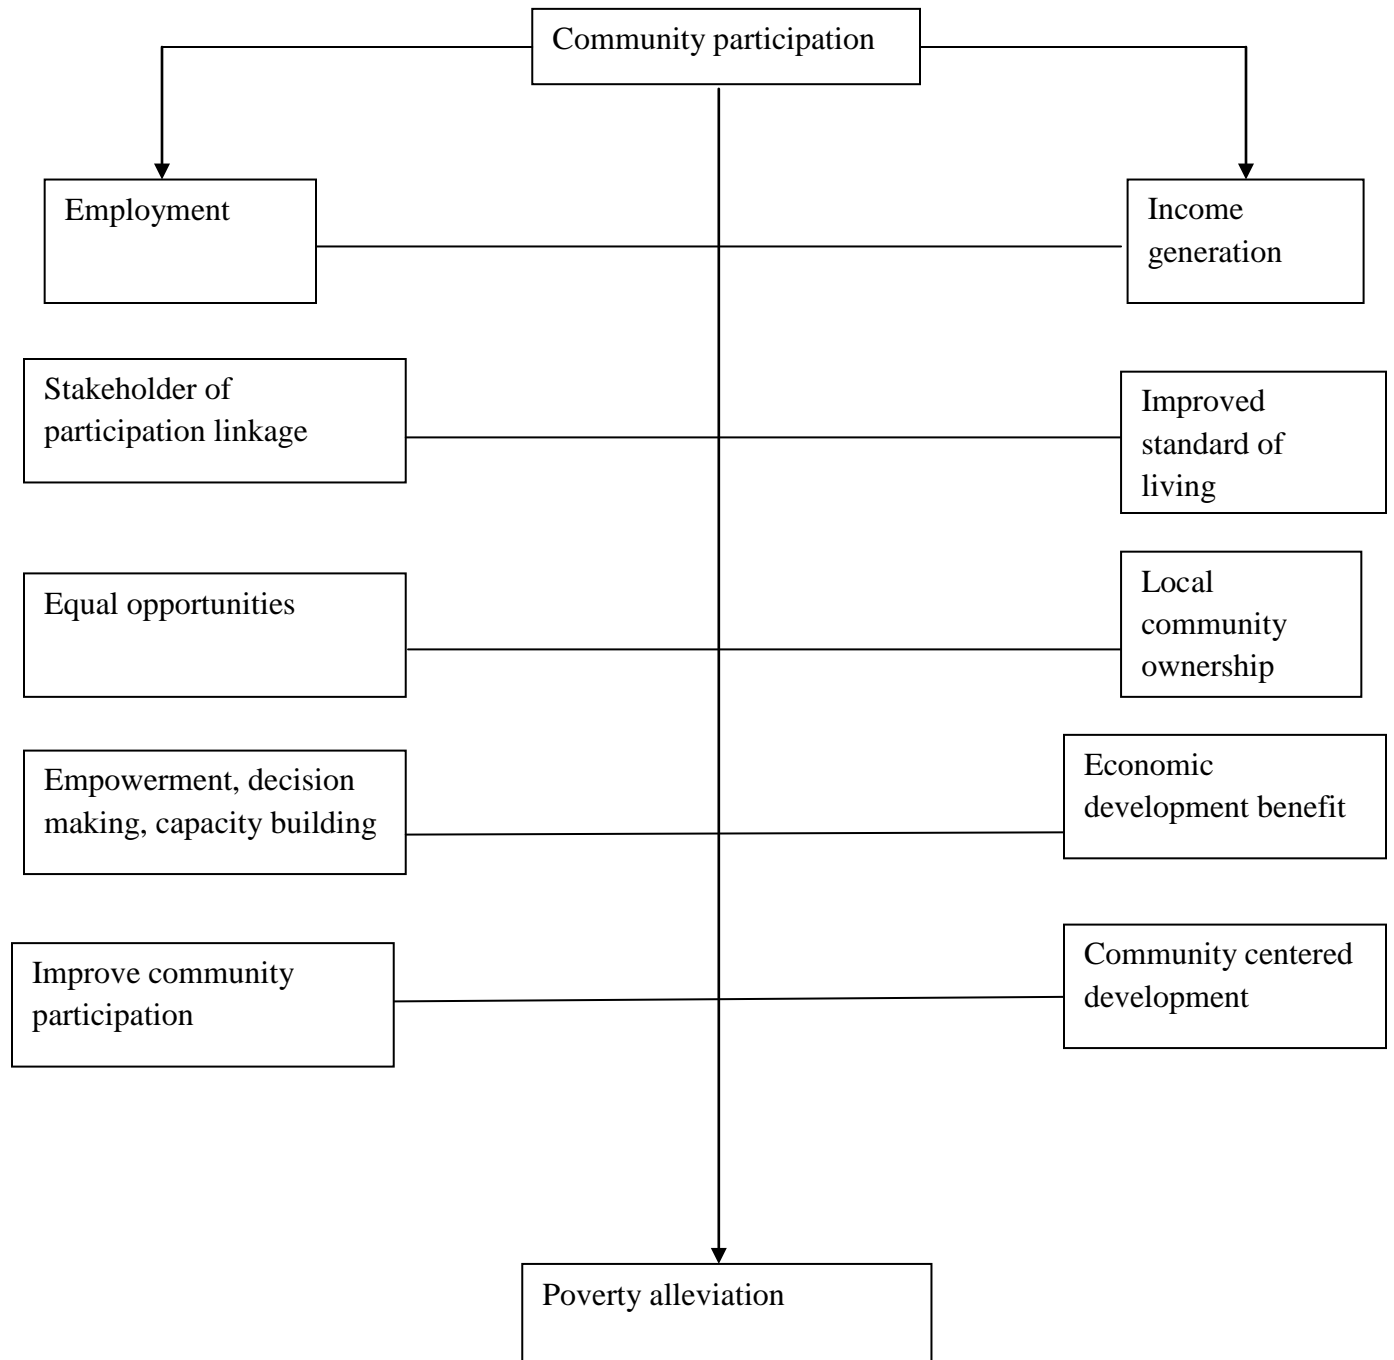 Community participation
Employment
Income
generation
Stakeholder of
participation linkage
Improved
standard of
living
Equal opportunities
Local
community
ownership
Empowerment, decision
making, capacity building
Economic
development benefit
Improve community
participation
Community centered
development
Poverty alleviation